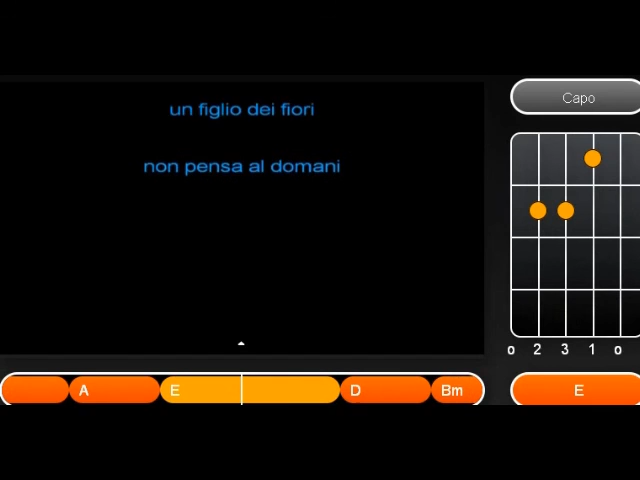 un figlio dei fiori
non pensa al domani
Capo
o 2 3 1 o
A E D Bm
E